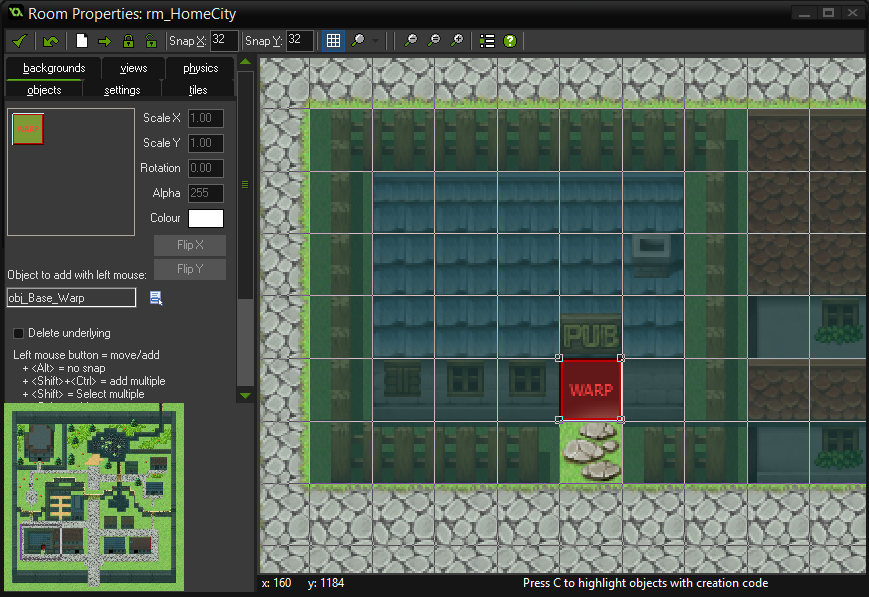 Room Properties: rm_HomeCity
Snap X: 32 Snap Y: 32
backgrounds views physics
objects settings tiles
WARP
Scale X 1.00
Scale Y 1.00
Rotation 0.00
Alpha 255
Colour
Flip X
Flip Y
Object to add with left mouse:
obj_Base_Warp
Delete underlying
Left mouse button = move/add
+ <Alt> = no snap
+ <Shift>+<Ctrl> = add multiple
+ <Shift> = Select multiple
PUB
WARP
x: 160 y: 1184 Press C to highlight objects with creation code